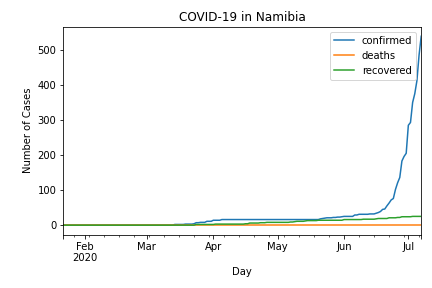 COVID-19 in Namibia
confirmed
deaths
recovered
Number of Cases
500
400
300
200
100
0
Feb Mar Apr May Jun Jul
2020
Day